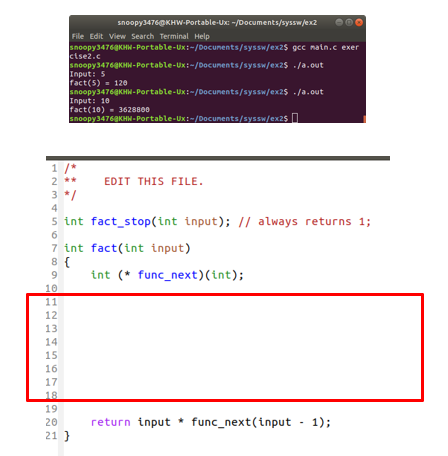 snoopy3476@KHW-Portable-Ux: ~/Documents/syssw/ex2
File Edit View Search Terminal Help
snoopy3476@KHW-Portable-Ux:~/Documents/syssw/ex2$ gcc main.c exer
cise2.c
snoopy3476@KHW-Portable-Ux:~/Documents/syssw/ex2$ ./a.out
Input: 5
fact(5) = 120
snoopy3476@KHW-Portable-Ux:~/Documents/syssw/ex2$ ./a.out
Input: 10
fact(10) = 3628800
snoopy3476@KHW-Portable-Ux:~/Documents/syssw/ex2$
1 /*
2 ** EDIT THIS FILE.
3 */
4
5 int fact_stop(int input); // always returns 1;
6
7 int fact(int input)
8 {
9 int (* func_next)(int);
10
11
12
13
14
15
16
17
18
19
20 return input * func_next(input - 1);
21 }